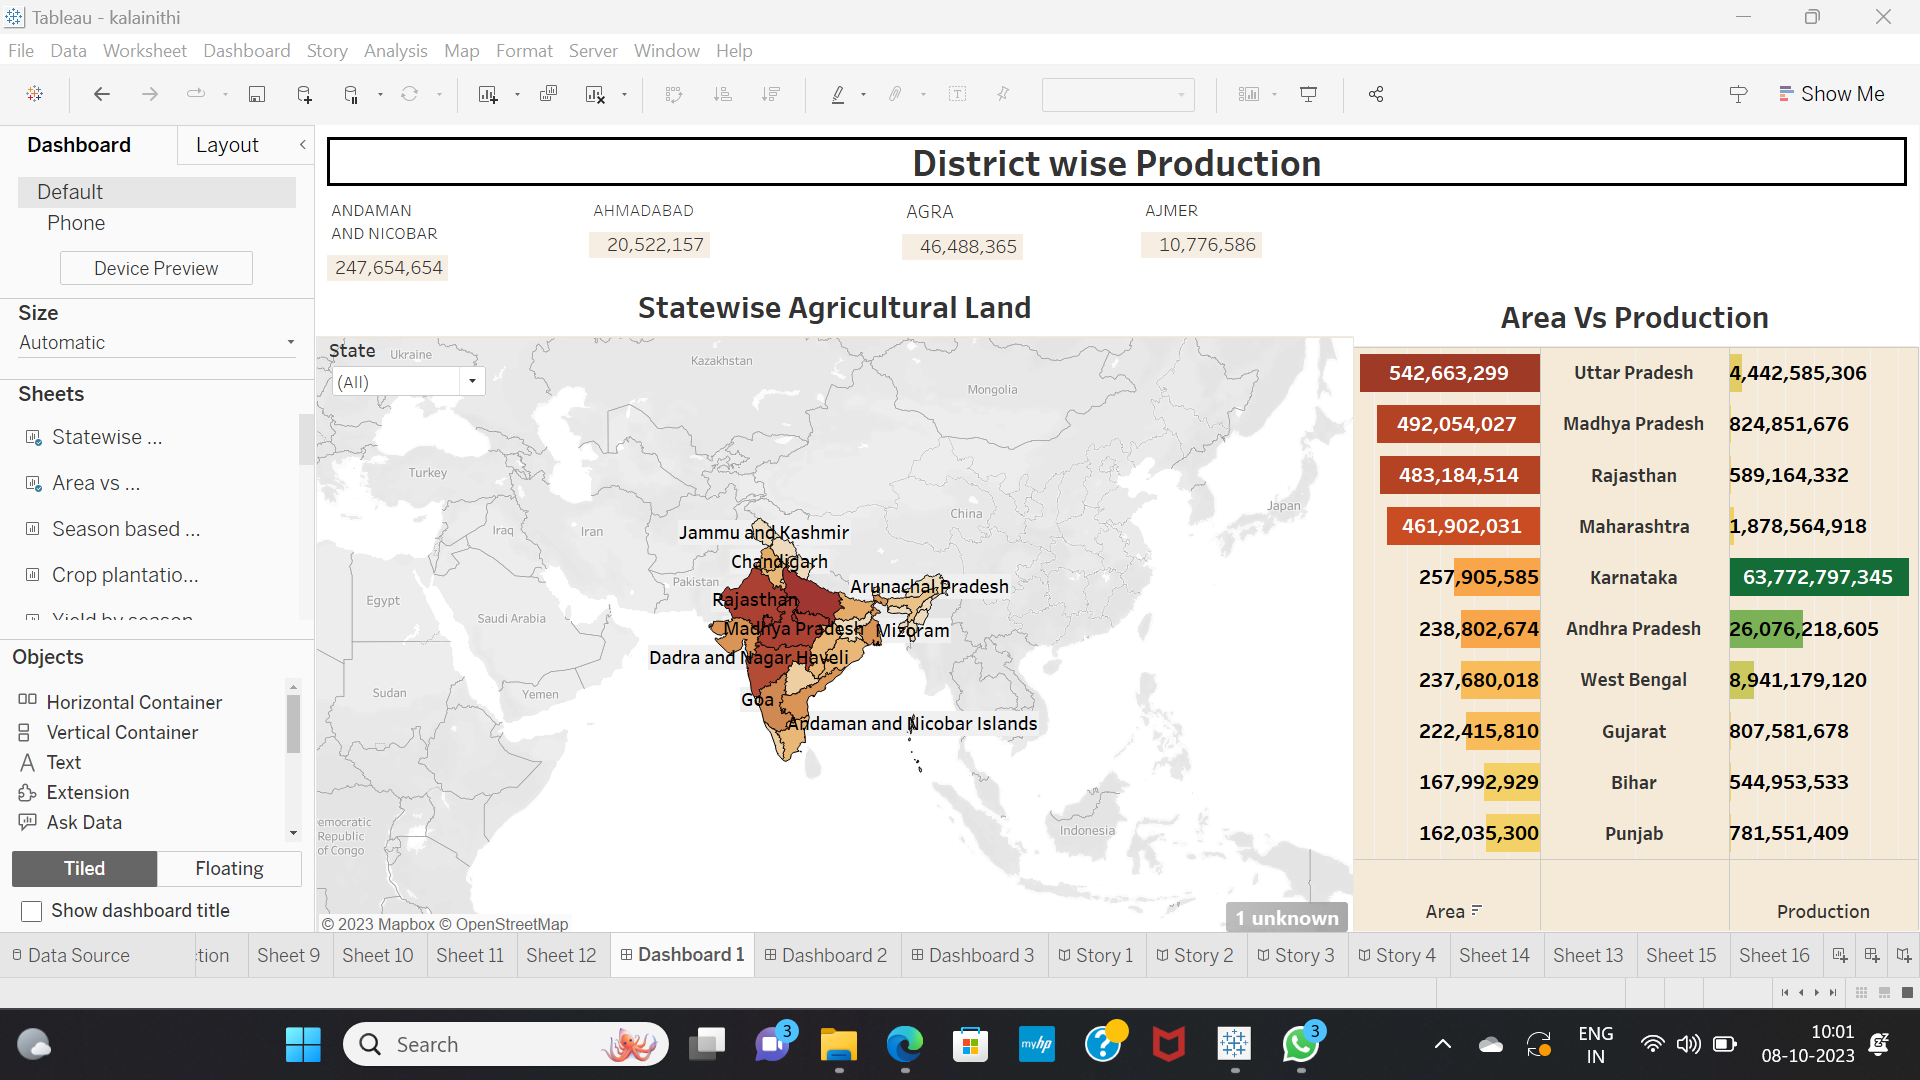 Tableau - kalainithi
File Data Worksheet Dashboard Story Analysis Map Format Server Window Help
Show Me
Dashboard Layout
Default
Phone
Device Preview
Size
Automatic
Sheets
Statewise ...
Area vs ...
Season based ...
Crop plantatio...
Yield by season
Objects
Horizontal Container
Vertical Container
Text
Extension
Ask Data
Tiled Floating
Show dashboard title
District wise Production
ANDAMAN
AND NICOBAR
247,654,654
AHMADABAD
20,522,157
AGRA
46,488,365
AJMER
10,776,586
Statewise Agricultural Land
State
(All)
Ukraine
Kazakhstan
Mongolia
Turkey
China
Japan
Iraq
Iran
Jammu and Kashmir
Chandigarh
Pakistan
Arunachal Pradesh
Egypt
Rajasthan
Saudi Arabia
Madhya Pradesh
Mizoram
Dadra and Nagar Haveli
Sudan
Yemen
Goa
Andaman and Nicobar Islands
emocratic
Republic
of Congo
Indonesia
© 2023 Mapbox © OpenStreetMap
1 unknown
Area Vs Production
542,663,299 Uttar Pradesh 4,442,585,306
492,054,027 Madhya Pradesh 824,851,676
483,184,514 Rajasthan 589,164,332
461,902,031 Maharashtra 1,878,564,918
257,905,585 Karnataka 63,772,797,345
238,802,674 Andhra Pradesh 26,076,218,605
237,680,018 West Bengal 8,941,179,120
222,415,810 Gujarat 807,581,678
167,992,929 Bihar 544,953,533
162,035,300 Punjab 781,551,409
Area Production
Data Source ction Sheet 9 Sheet 10 Sheet 11 Sheet 12 Dashboard 1 Dashboard 2 Dashboard 3 Story 1 Story 2 Story 3 Story 4 Sheet 14 Sheet 13 Sheet 15 Sheet 16
Search
3
myhp
?
3
ENG
IN
10:01
08-10-2023